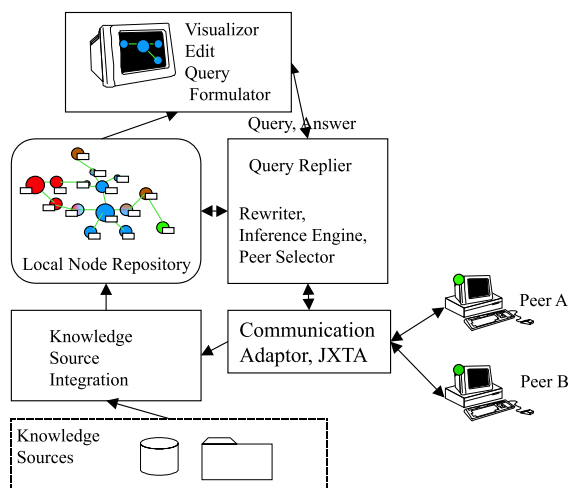 Visualizor
Edit
Query
Formulator
Query, Answer
Query Replier
Rewriter,
Inference Engine,
Peer Selector
Local Node Repository
Knowledge
Source
Integration
Communication
Adaptor, JXTA
Peer A
Peer B
Knowledge
Sources